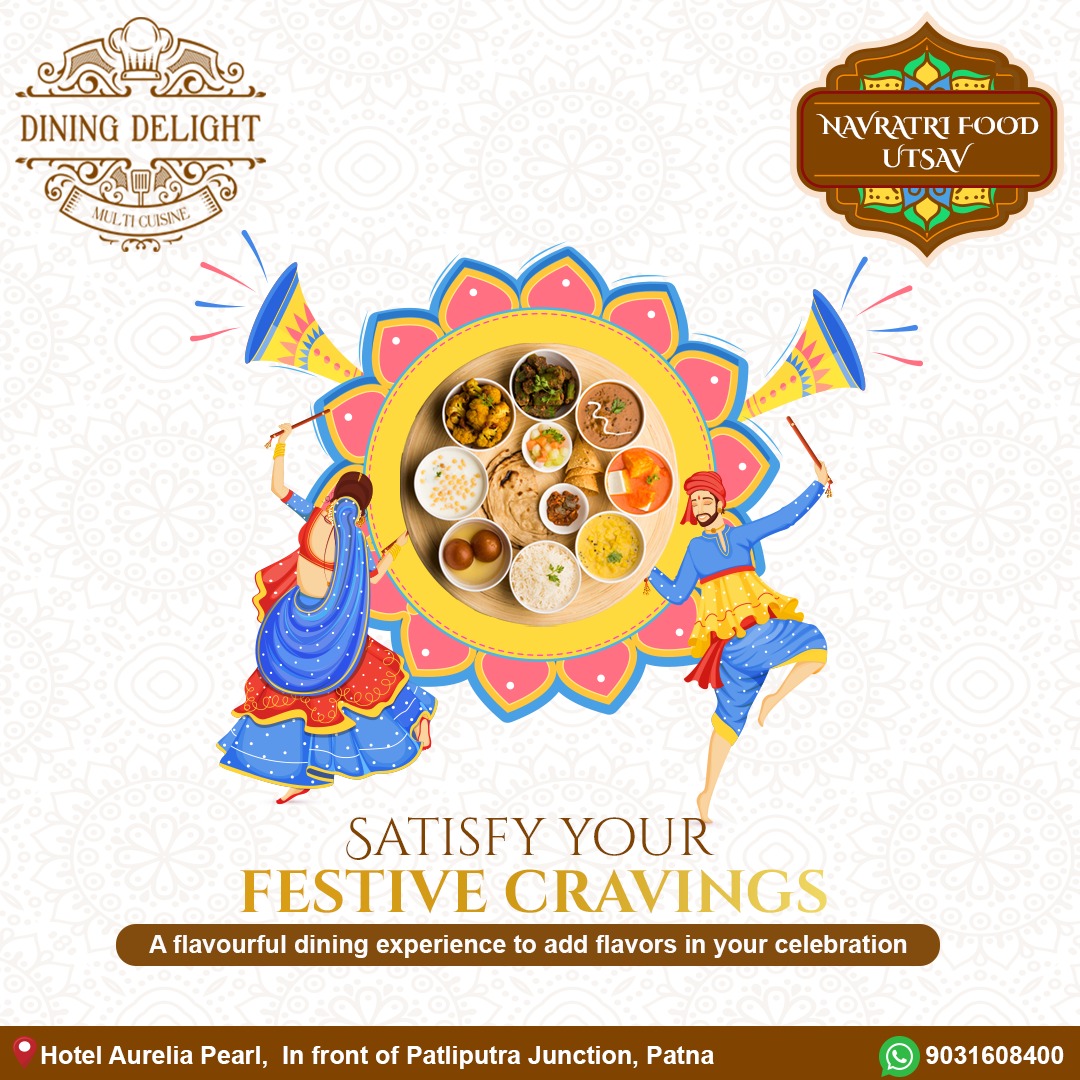 DINING DELIGHT
MULTI CUISINE
NAVRATRI FOOD
UTSAV
SATISFY YOUR
FESTIVE CRAVINGS
A flavourful dining experience to add flavors in your celebration
Hotel Aurelia Pearl, In front of Patliputra Junction, Patna
9031608400